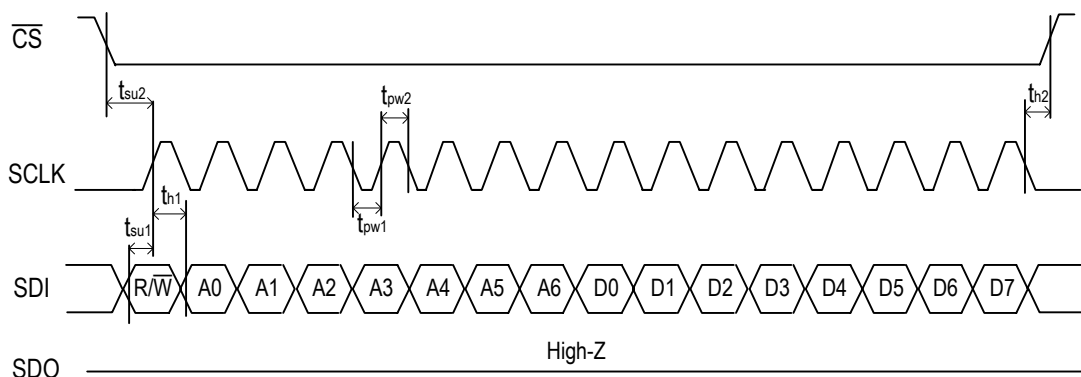 CS
tsu2
tpw2
th2
SCLK
th1
tpw1
tsu1
SDI R/W A0 A1 A2 A3 A4 A5 A6 D0 D1 D2 D3 D4 D5 D6 D7
High-Z
SDO